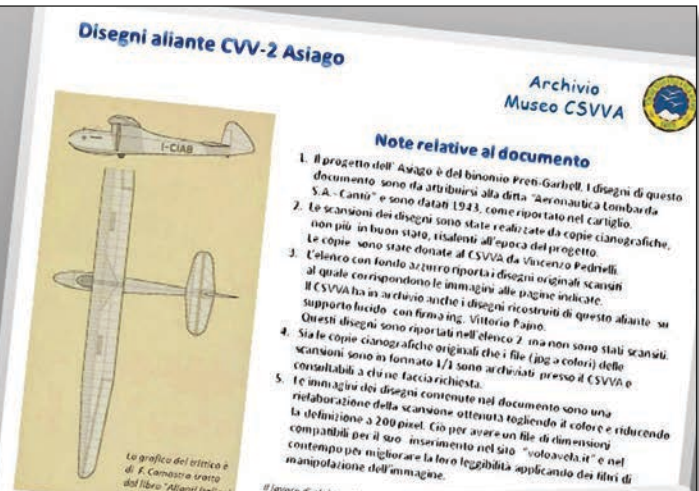 Disegni aliante CVV-2 Asiago
Archivio
Museo CSVVA
I-CIAB
Note relative al documento
1. Il progetto dell' Asiago è del binomio Preti-Garbell. I disegni di questo
documento sono da attribuirsi alla ditta "Aeronautica Lombarda
S.A. - Cantù" e sono datati 1943, come riportato nel cartiglio.
2. Le scansioni dei disegni sono state realizzate da copie cianografiche,
non più in buon stato, risalenti all'epoca del progetto.
Le copie sono state donate al CSVVA da Vincenzo Pedrielli.
3. L'elenco con fondo azzurro riporta i disegni originali scansiti
al quale corrispondono le immagini alle pagine indicate.
Il CSVVA ha in archivio anche i disegni ricostruiti di questo aliante su
supporto lucido con firma ing. Vittorio Pajno.
Questi disegni sono riportati nell'elenco 2 ma non sono stati scansiti.
4. Sia le copie cianografiche originali che i file (jpg a colori) delle
scansioni sono in formato 1/1 sono archiviati presso il CSVVA e
consultabili a chi ne faccia richiesta.
5. Le immagini dei disegni contenute nel documento sono una
rielaborazione della scansione ottenuta togliendo il colore e riducendo
la definizione a 200 pixel. Ciò per avere un file di dimensioni
compatibili per il suo inserimento nel sito "voloavela.it" e nel
contempo per migliorare la loro leggibilità applicando dei filtri di
manipolazione dell'immagine.
La grafica del trittico è
di F. Camastra tratto
dal libro "Alianti
Il lavoro di